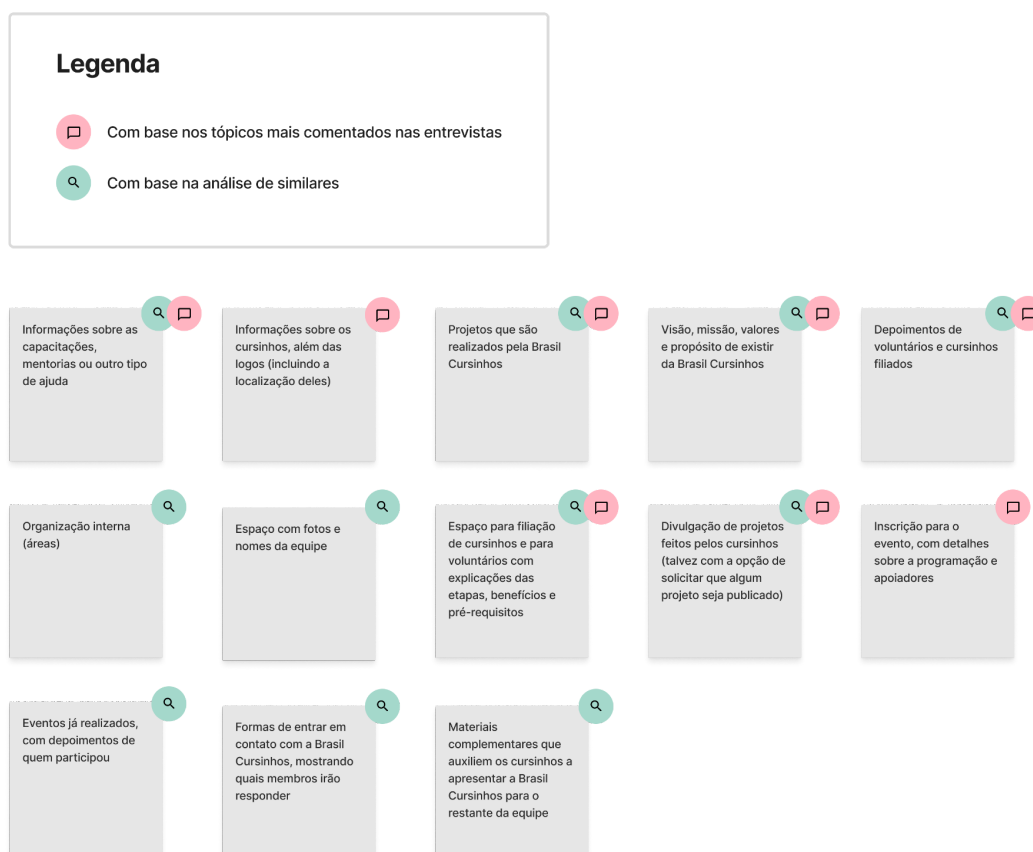 Legenda
Com base nos tópicos mais comentados nas entrevistas
Com base na análise de similares
Informações sobre as
capacitações,
mentorias ou outro tipo
de ajuda
Informações sobre os
cursinhos, além das
logos (incluindo a
localização deles)
Projetos que são
realizados pela Brasil
Cursinhos
Visão, missão, valores
e propósito de existir
da Brasil Cursinhos
Depoimentos de
voluntários e cursinhos
filiados
Organização interna
(áreas)
Espaço com fotos e
nomes da equipe
Espaço para filiação
de cursinhos e para
voluntários com
explicações das
etapas, benefícios e
pré-requisitos
Divulgação de projetos
feitos pelos cursinhos
(talvez com a opção de
solicitar que algum
projeto seja publicado)
Inscrição para o
evento, com detalhes
sobre a programação e
apoiadores
Eventos já realizados,
com depoimentos de
quem participou
Formas de entrar em
contato com a Brasil
Cursinhos, mostrando
quais membros irão
responder
Materiais
complementares que
auxiliem os cursinhos a
apresentar a Brasil
Cursinhos para o
restante da equipe